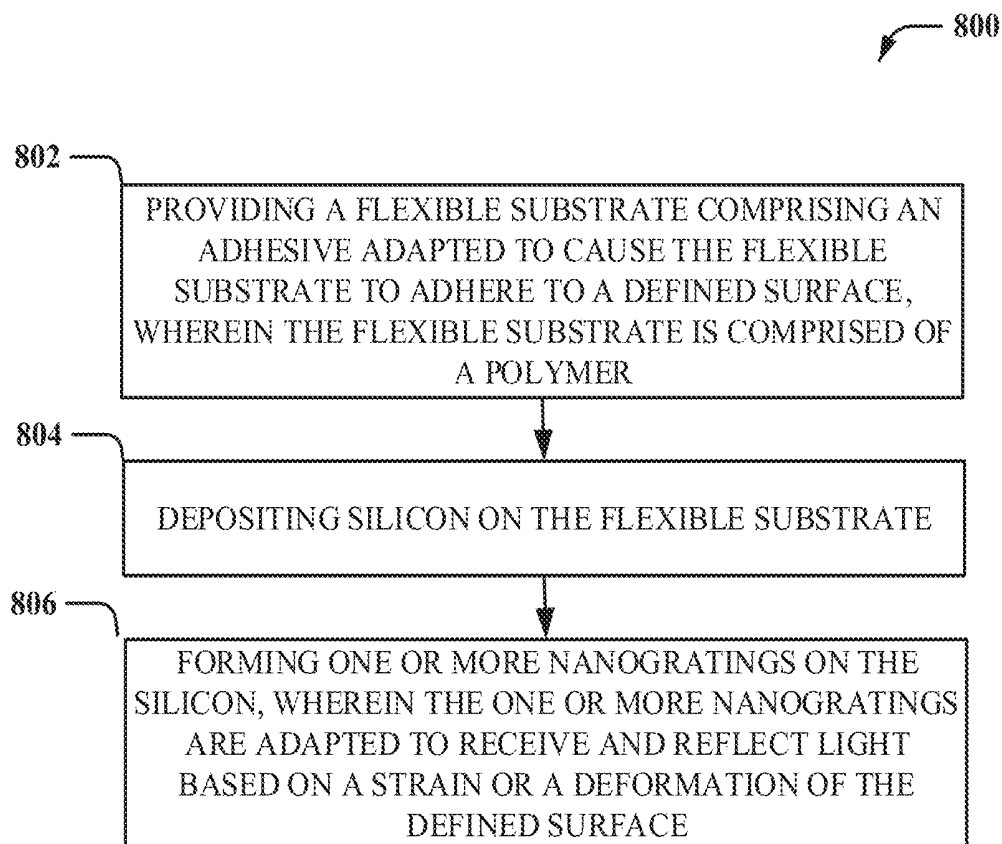 800
802
PROVIDING A FLEXIBLE SUBSTRATE COMPRISING AN
ADHESIVE ADAPTED TO CAUSE THE FLEXIBLE
SUBSTRATE TO ADHERE TO A DEFINED SURFACE,
WHEREIN THE FLEXIBLE SUBSTRATE IS COMPRISED OF
A POLYMER
804
DEPOSITING SILICON ON THE FLEXIBLE SUBSTRATE
806
FORMING ONE OR MORE NANOGRATINGS ON THE
SILICON, WHEREIN THE ONE OR MORE NANOGRATINGS
ARE ADAPTED TO RECEIVE AND REFLECT LIGHT
BASED ON A STRAIN OR A DEFORMATION OF THE
DEFINED SURFACE